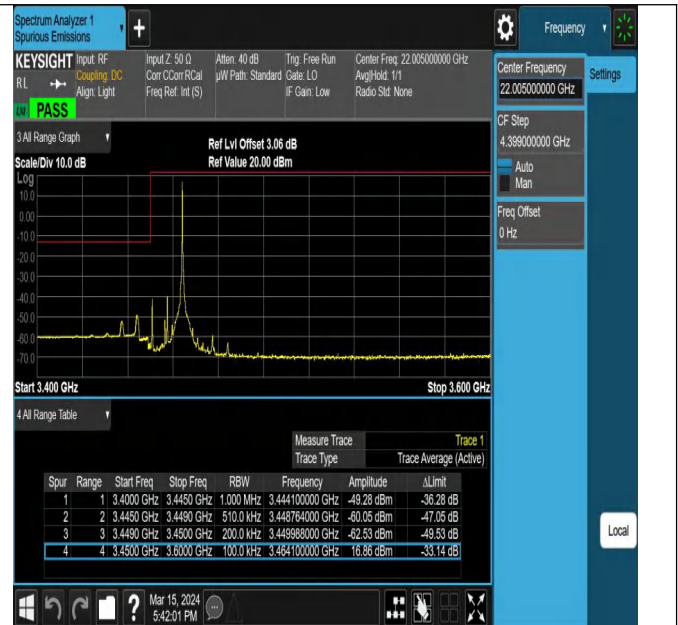 Spectrum Analyzer 1
Spurious Emissions
Frequency
KEYSIGHT Input: RF
Coupling: DC
Align: Light
Input Z: 50 Ω
Corr CCorr RCal
Freq Ref: Int (S)
Atten: 40 dB
µW Path: Standard
Trig: Free Run
Gate: LO
IF Gain: Low
Center Freq: 22.005000000 GHz
Avg|Hold: 1/1
Radio Std: None
RL
PASS
Center Frequency
22.005000000 GHz
Settings
CF Step
4.399000000 GHz
Auto
Man
Freq Offset
0 Hz
3 All Range Graph
Ref Lvl Offset 3.06 dB
Scale/Div 10.0 dB
Ref Value 20.00 dBm
Log
10.0
0.00
-10.0
-20.0
-30.0
-40.0
-50.0
-60.0
-70.0
Start 3.400 GHz
Stop 3.600 GHz
4 All Range Table
Measure Trace Trace 1
Trace Type Trace Average (Active)
Spur Range Start Freq Stop Freq RBW Frequency Amplitude ΔLimit
1 1 3.4000 GHz 3.4450 GHz 1.000 MHz 3.444100000 GHz -49.28 dBm -36.28 dB
2 2 3.4450 GHz 3.4490 GHz 510.0 kHz 3.448764000 GHz -60.05 dBm -47.05 dB
3 3 3.4490 GHz 3.4500 GHz 200.0 kHz 3.449988000 GHz -62.53 dBm -49.53 dB
4 4 3.4500 GHz 3.6000 GHz 100.0 kHz 3.464100000 GHz 16.86 dBm -33.14 dB
Local
Mar 15, 2024
5:42:01 PM